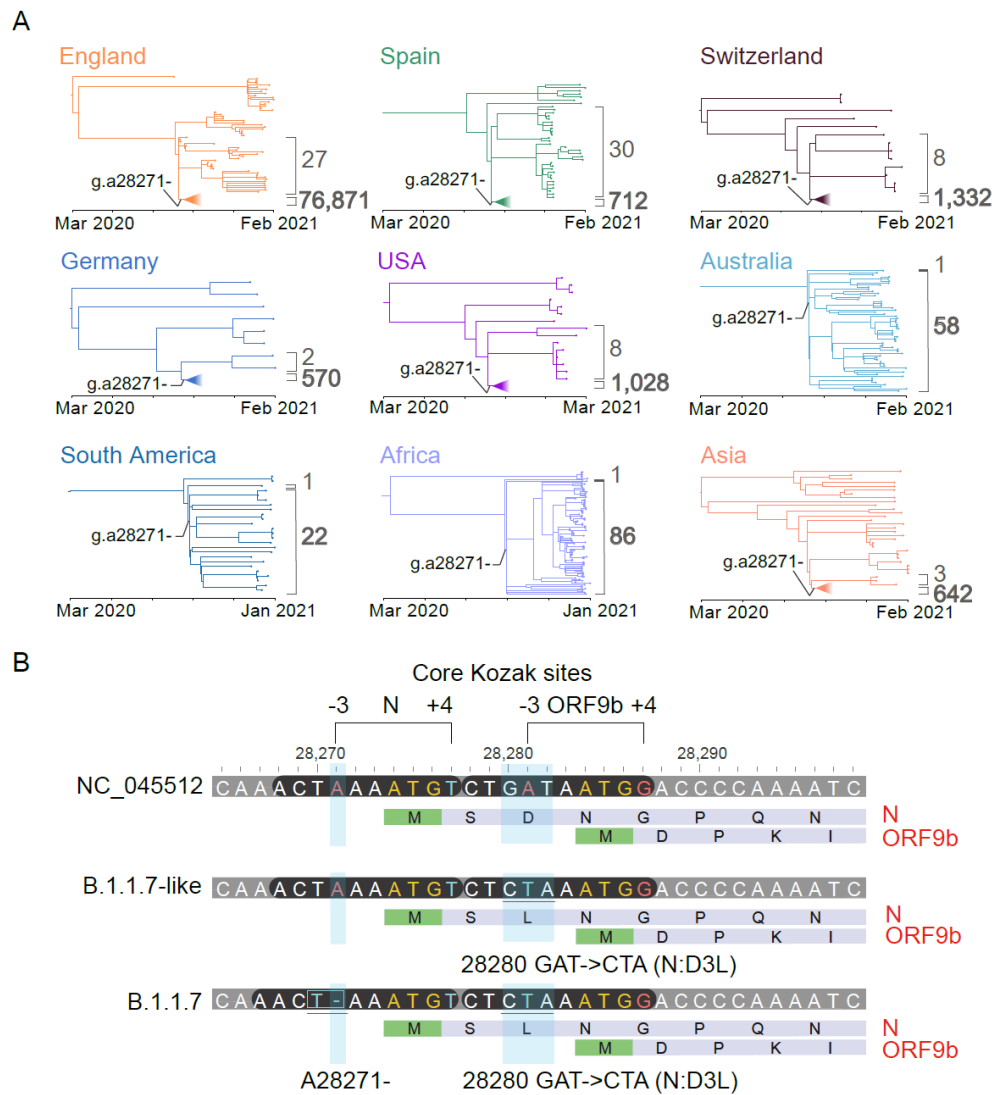 A
England Spain Switzerland
27
g.a28271-
76,871
Mar 2020 Feb 2021
30
g.a28271-
712
Mar 2020 Feb 2021
8
g.a28271-
1,332
Mar 2020 Feb 2021
Germany USA Australia
2
g.a28271-
570
Mar 2020 Feb 2021
8
g.a28271-
1,028
Mar 2020 Mar 2021
1
g.a28271-
58
Mar 2020 Feb 2021
South America Africa Asia
1
g.a28271-
22
Mar 2020 Jan 2021
1
g.a28271-
86
Mar 2020 Jan 2021
g.a28271-
3
642
Mar 2020 Feb 2021
B
Core Kozak sites
-3 N +4 -3 ORF9b +4
28,270 28,280 28,290
NC_045512 CAAACTAAAATGTCTGATAATGGACCCCAAAATC
M S D N G P Q N N
M D P K I ORF9b
B.1.1.7-like CAAACTAAAATGTCTCTAAATGGACCCCAAAATC
M S L N G P Q N N
M D P K I ORF9b
28280 GAT->CTA (N:D3L)
B.1.1.7 CAAACT-AAATGTCTCTAAATGGACCCCAAAATC
M S L N G P Q N N
M D P K I ORF9b
A28271- 28280 GAT->CTA (N:D3L)